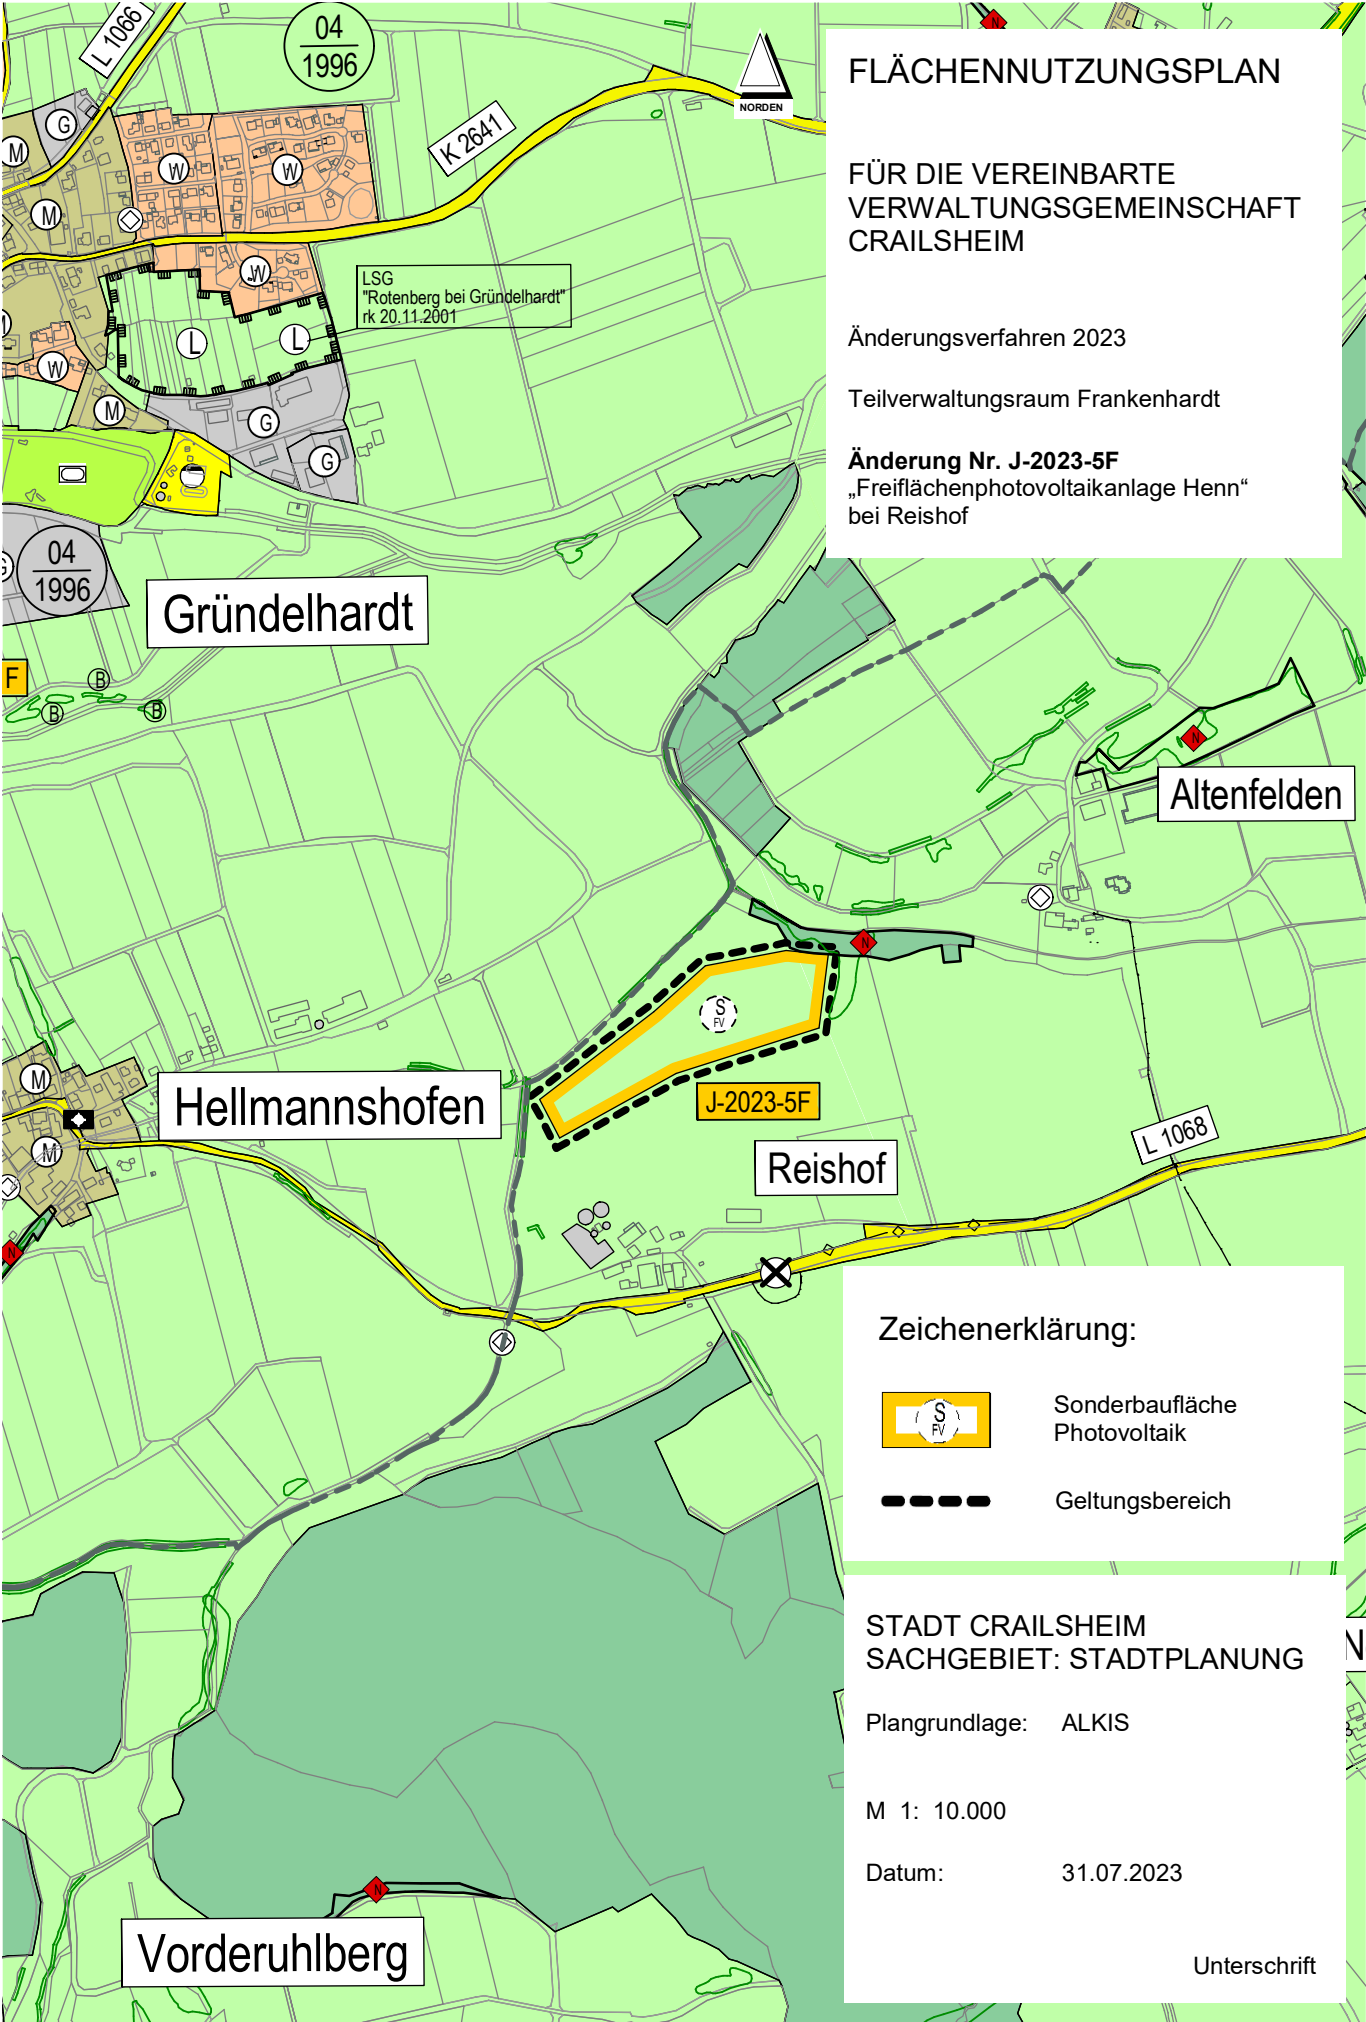 FLÄCHENNUTZUNGSPLAN
FÜR DIE VEREINBARTE
VERWALTUNGSGEMEINSCHAFT
CRAILSHEIM
Änderungsverfahren 2023
Teilverwaltungsraum Frankenhardt
Änderung Nr. J-2023-5F
„Freiflächenphotovoltaikanlage Henn“
bei Reishof
NORDEN
L 1066
04
1996
K 2641
G
M
W
W
M
W
LSG
"Rotenberg bei Gründelhardt"
rk 20.11.2001
L
L
M
W
M
G
G
04
1996
G
Gründelhardt
F
B
B
B
N
Altenfelden
N
S
FV
J-2023-5F
Hellmannshofen
M
M
N
Reishof
L 1068
Zeichenerklärung:
S
FV
Sonderbaufläche
Photovoltaik
Geltungsbereich
STADT CRAILSHEIM
SACHGEBIET: STADTPLANUNG
Plangrundlage: ALKIS
M 1: 10.000
Datum: 31.07.2023
Unterschrift
N
N
Vorderuhlberg
N